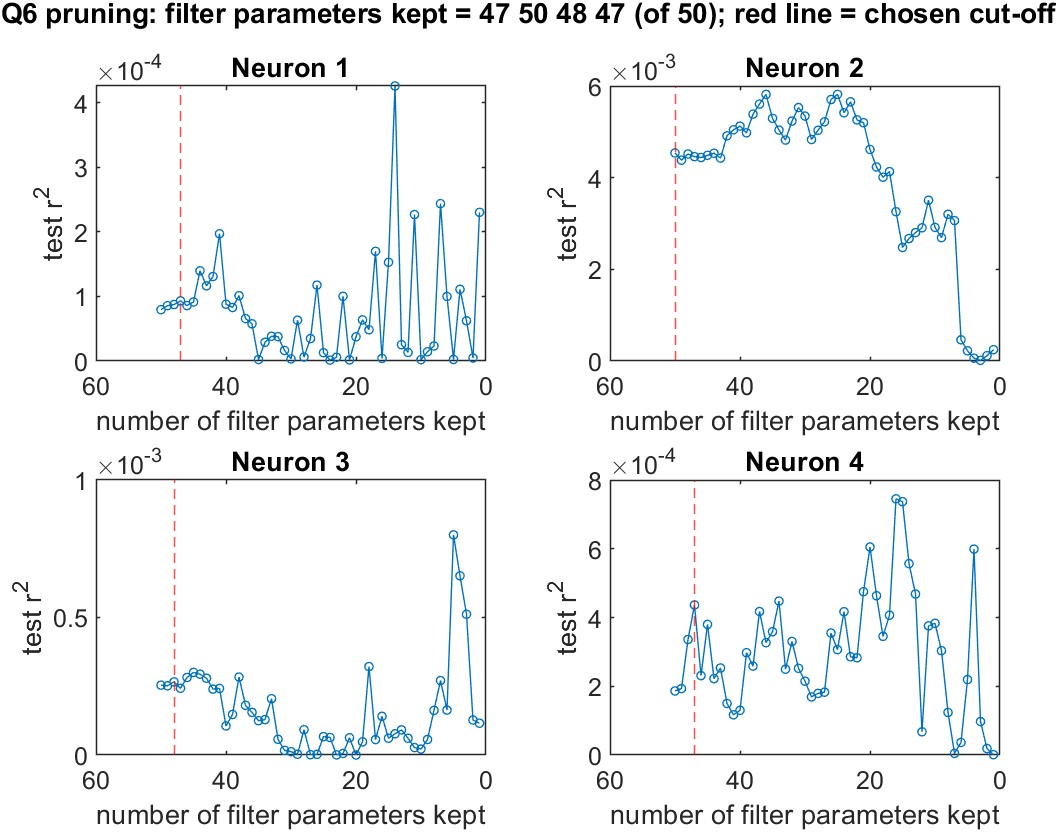 Q6 pruning: filter parameters kept = 47 50 48 47 (of 50); red line = chosen cut-off
×10⁻⁴
Neuron 1
4
3
2
1
0
test r²
60 40 20 0
number of filter parameters kept
×10⁻³
Neuron 2
6
4
2
0
test r²
60 40 20 0
number of filter parameters kept
×10⁻³
Neuron 3
1
0.5
0
test r²
60 40 20 0
number of filter parameters kept
×10⁻⁴
Neuron 4
8
6
4
2
0
test r²
60 40 20 0
number of filter parameters kept